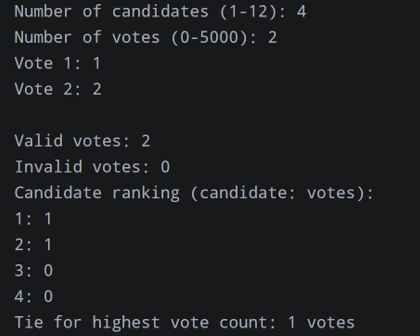 Number of candidates (1-12): 4
Number of votes (0-5000): 2
Vote 1: 1
Vote 2: 2
Valid votes: 2
Invalid votes: 0
Candidate ranking (candidate: votes):
1: 1
2: 1
3: 0
4: 0
Tie for highest vote count: 1 votes